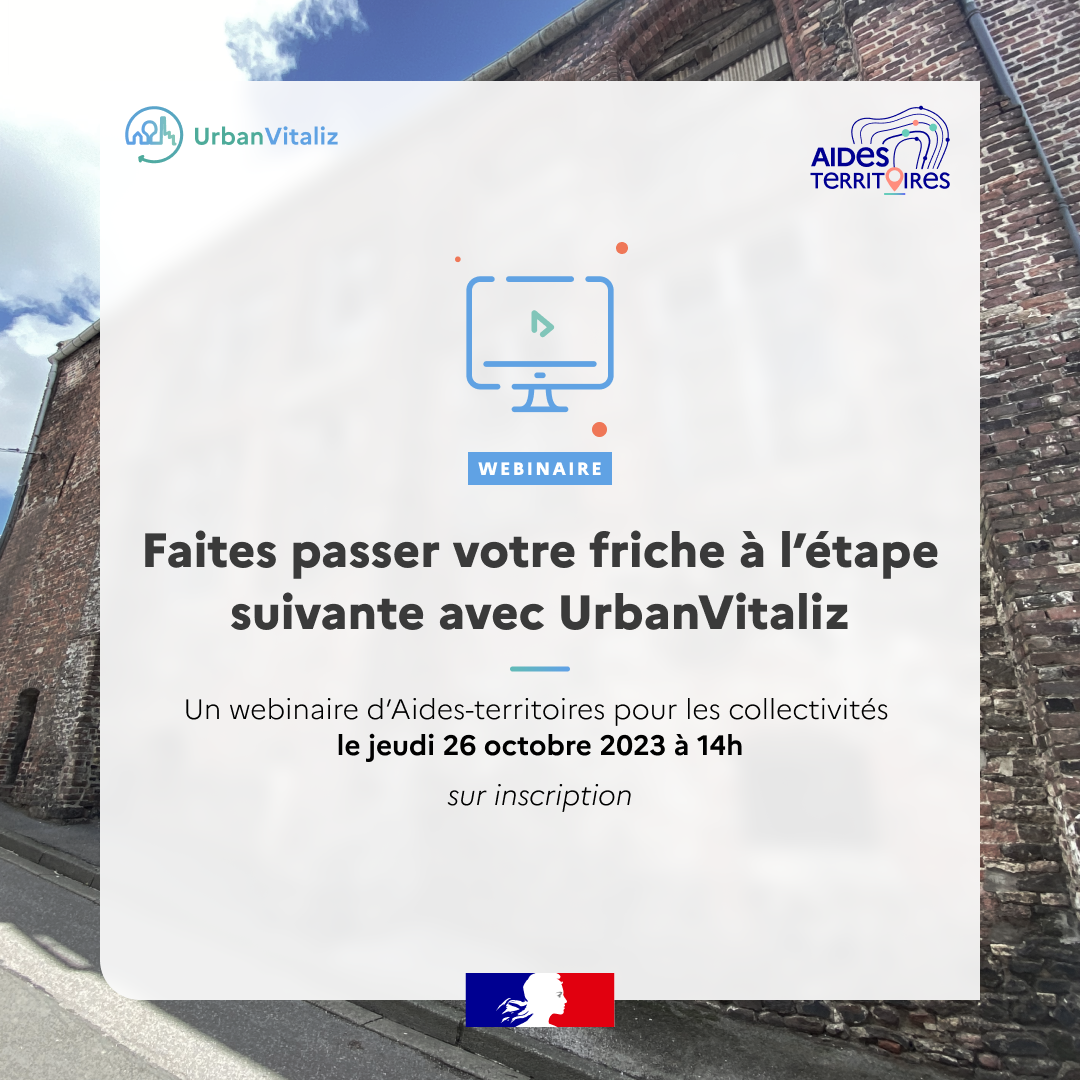 UrbanVitaliz
AIDES
TERRITOIRES
WEBINAIRE
Faites passer votre friche à l’étape
suivante avec UrbanVitaliz
Un webinaire d’Aides-territoires pour les collectivités
le jeudi 26 octobre 2023 à 14h
sur inscription